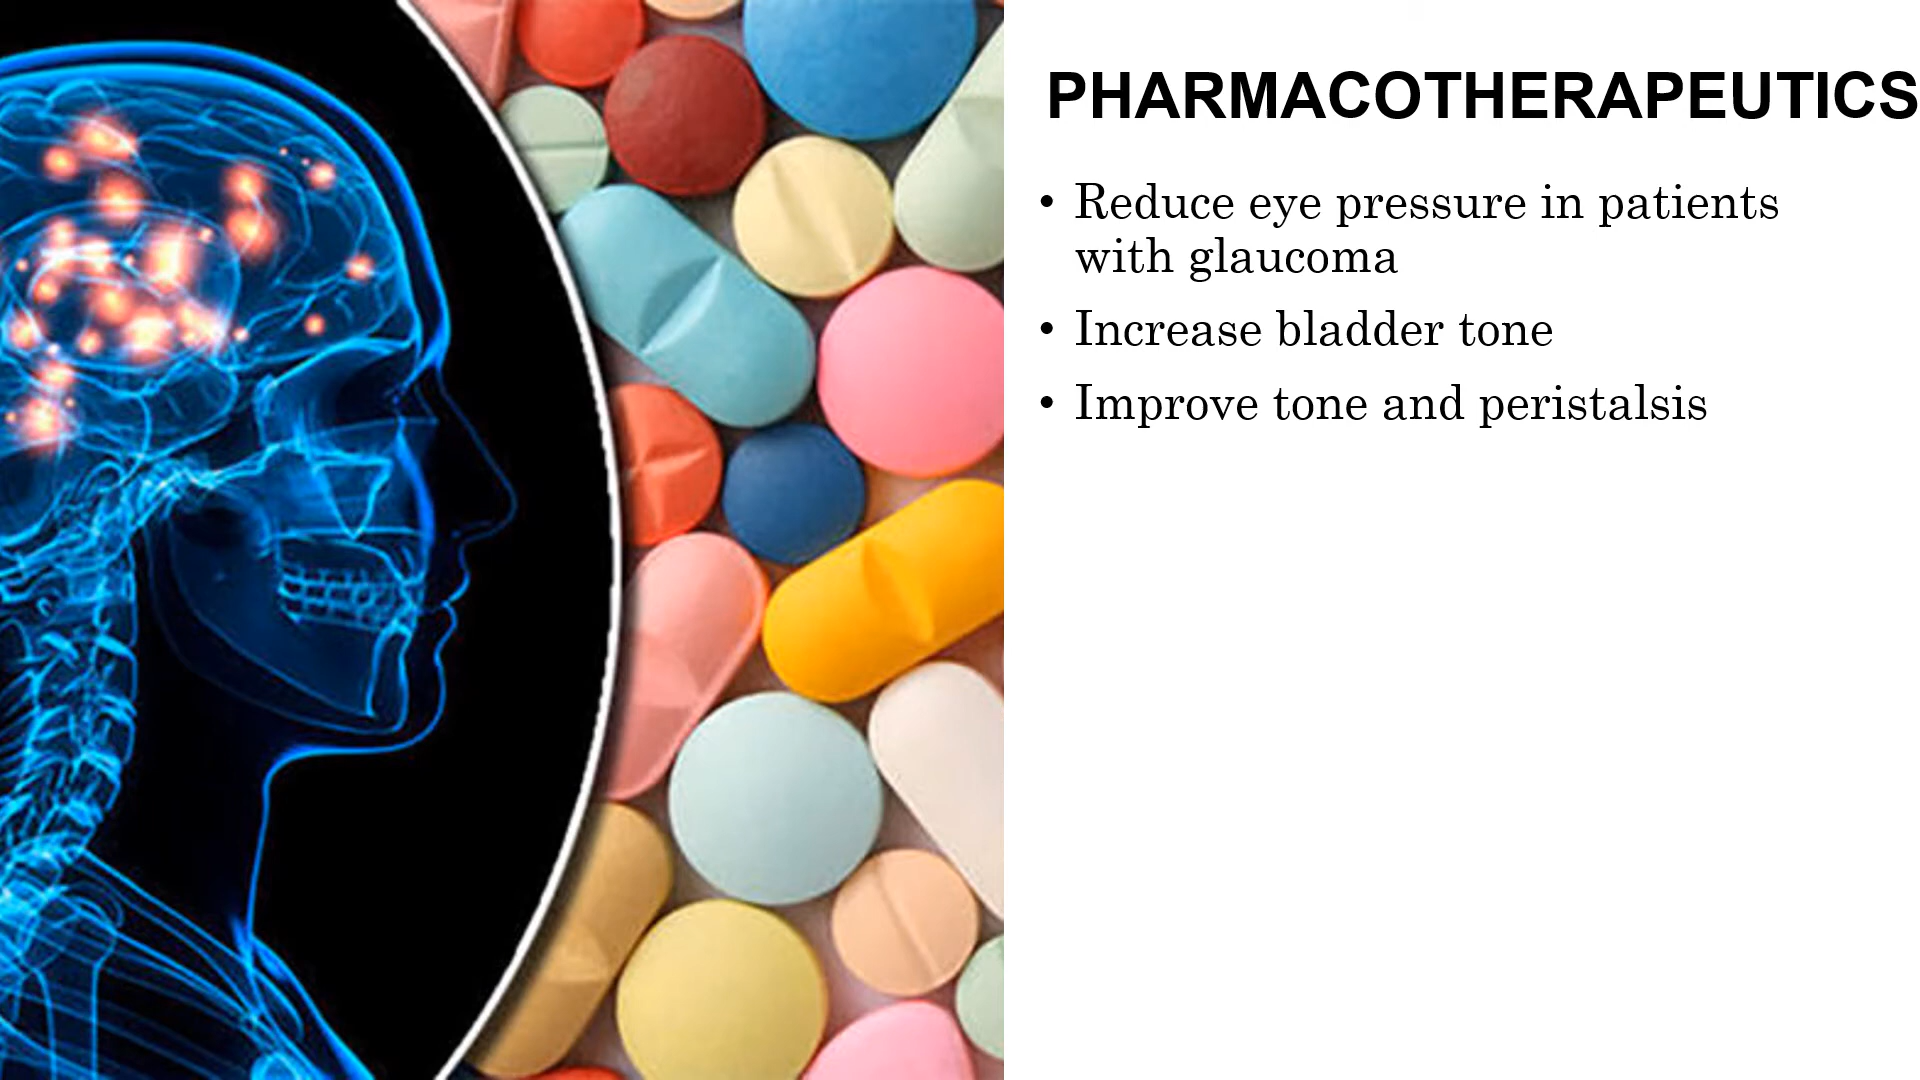 PHARMACOTHERAPEUTICS
• Reduce eye pressure in patients
with glaucoma
• Increase bladder tone
• Improve tone and peristalsis